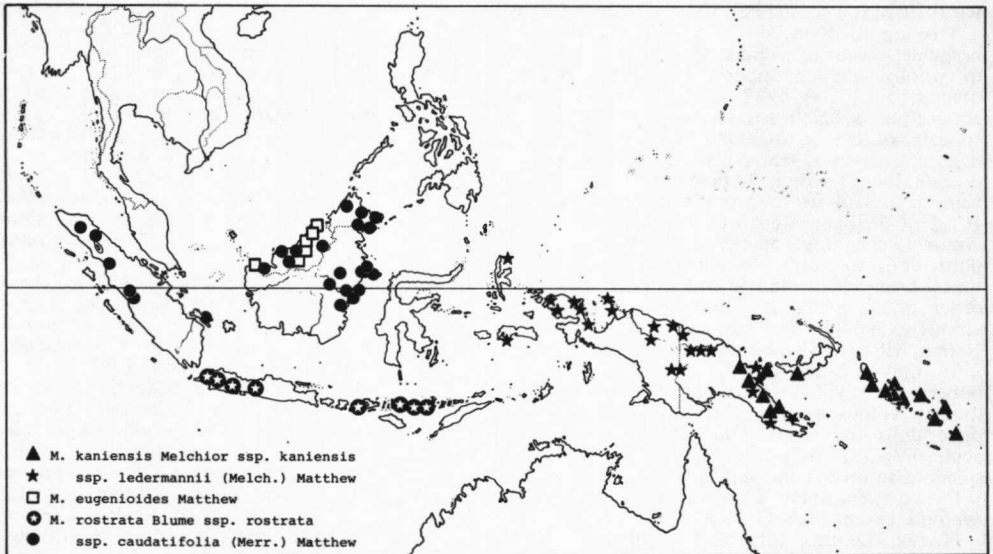 M. kaniensis Melchior ssp. kaniensis
ssp. ledermannii (Melch.) Matthew
M. eugenioides Matthew
M. rostrata Blume ssp. rostrata
ssp. caudatifolia (Merr.) Matthew